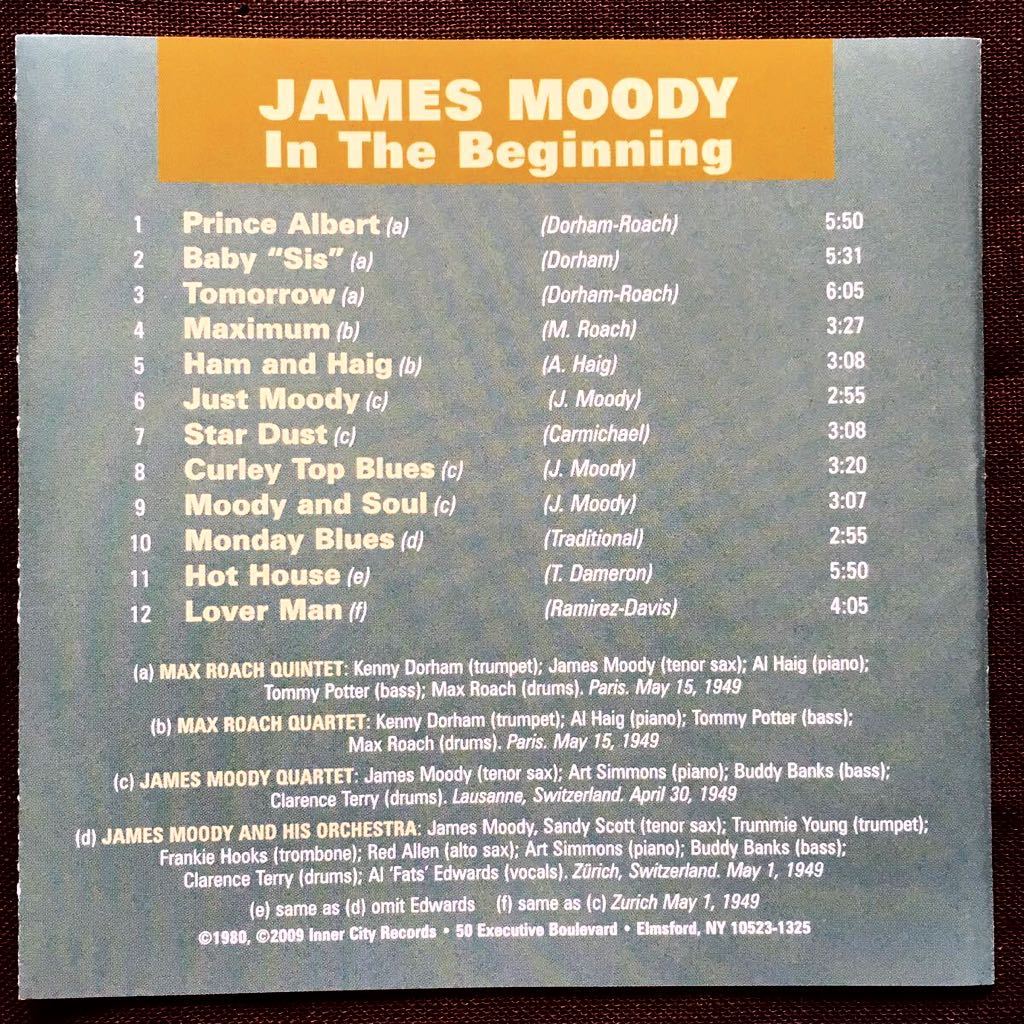 JAMES MOODY
In The Beginning
1 Prince Albert (a) (Dorham-Roach) 5:50
2 Baby "Sis" (a) (Dorham) 5:31
3 Tomorrow (a) (Dorham-Roach) 6:05
4 Maximum (b) (M. Roach) 3:27
5 Ham and Haig (b) (A. Haig) 3:08
6 Just Moody (c) (J. Moody) 2:55
7 Star Dust (c) (Carmichael) 3:08
8 Curley Top Blues (c) (J. Moody) 3:20
9 Moody and Soul (c) (J. Moody) 3:07
10 Monday Blues (d) (Traditional) 2:55
11 Hot House (e) (T. Dameron) 5:50
12 Lover Man (f) (Ramirez-Davis) 4:05
(a) MAX ROACH QUINTET: Kenny Dorham (trumpet); James Moody (tenor sax); Al Haig (piano);
Tommy Potter (bass); Max Roach (drums). Paris. May 15, 1949
(b) MAX ROACH QUARTET: Kenny Dorham (trumpet); Al Haig (piano); Tommy Potter (bass);
Max Roach (drums). Paris. May 15, 1949
(c) JAMES MOODY QUARTET: James Moody (tenor sax); Art Simmons (piano); Buddy Banks (bass);
Clarence Terry (drums). Lausanne, Switzerland. April 30, 1949
(d) JAMES MOODY AND HIS ORCHESTRA: James Moody, Sandy Scott (tenor sax); Trummie Young (trumpet);
Frankie Hooks (trombone); Red Allen (alto sax); Art Simmons (piano); Buddy Banks (bass);
Clarence Terry (drums); Al 'Fats' Edwards (vocals). Zürich, Switzerland. May 1, 1949
(e) same as (d) omit Edwards (f) same as (c) Zurich May 1, 1949
©1980, ©2009 Inner City Records • 50 Executive Boulevard • Elmsford, NY 10523-1325